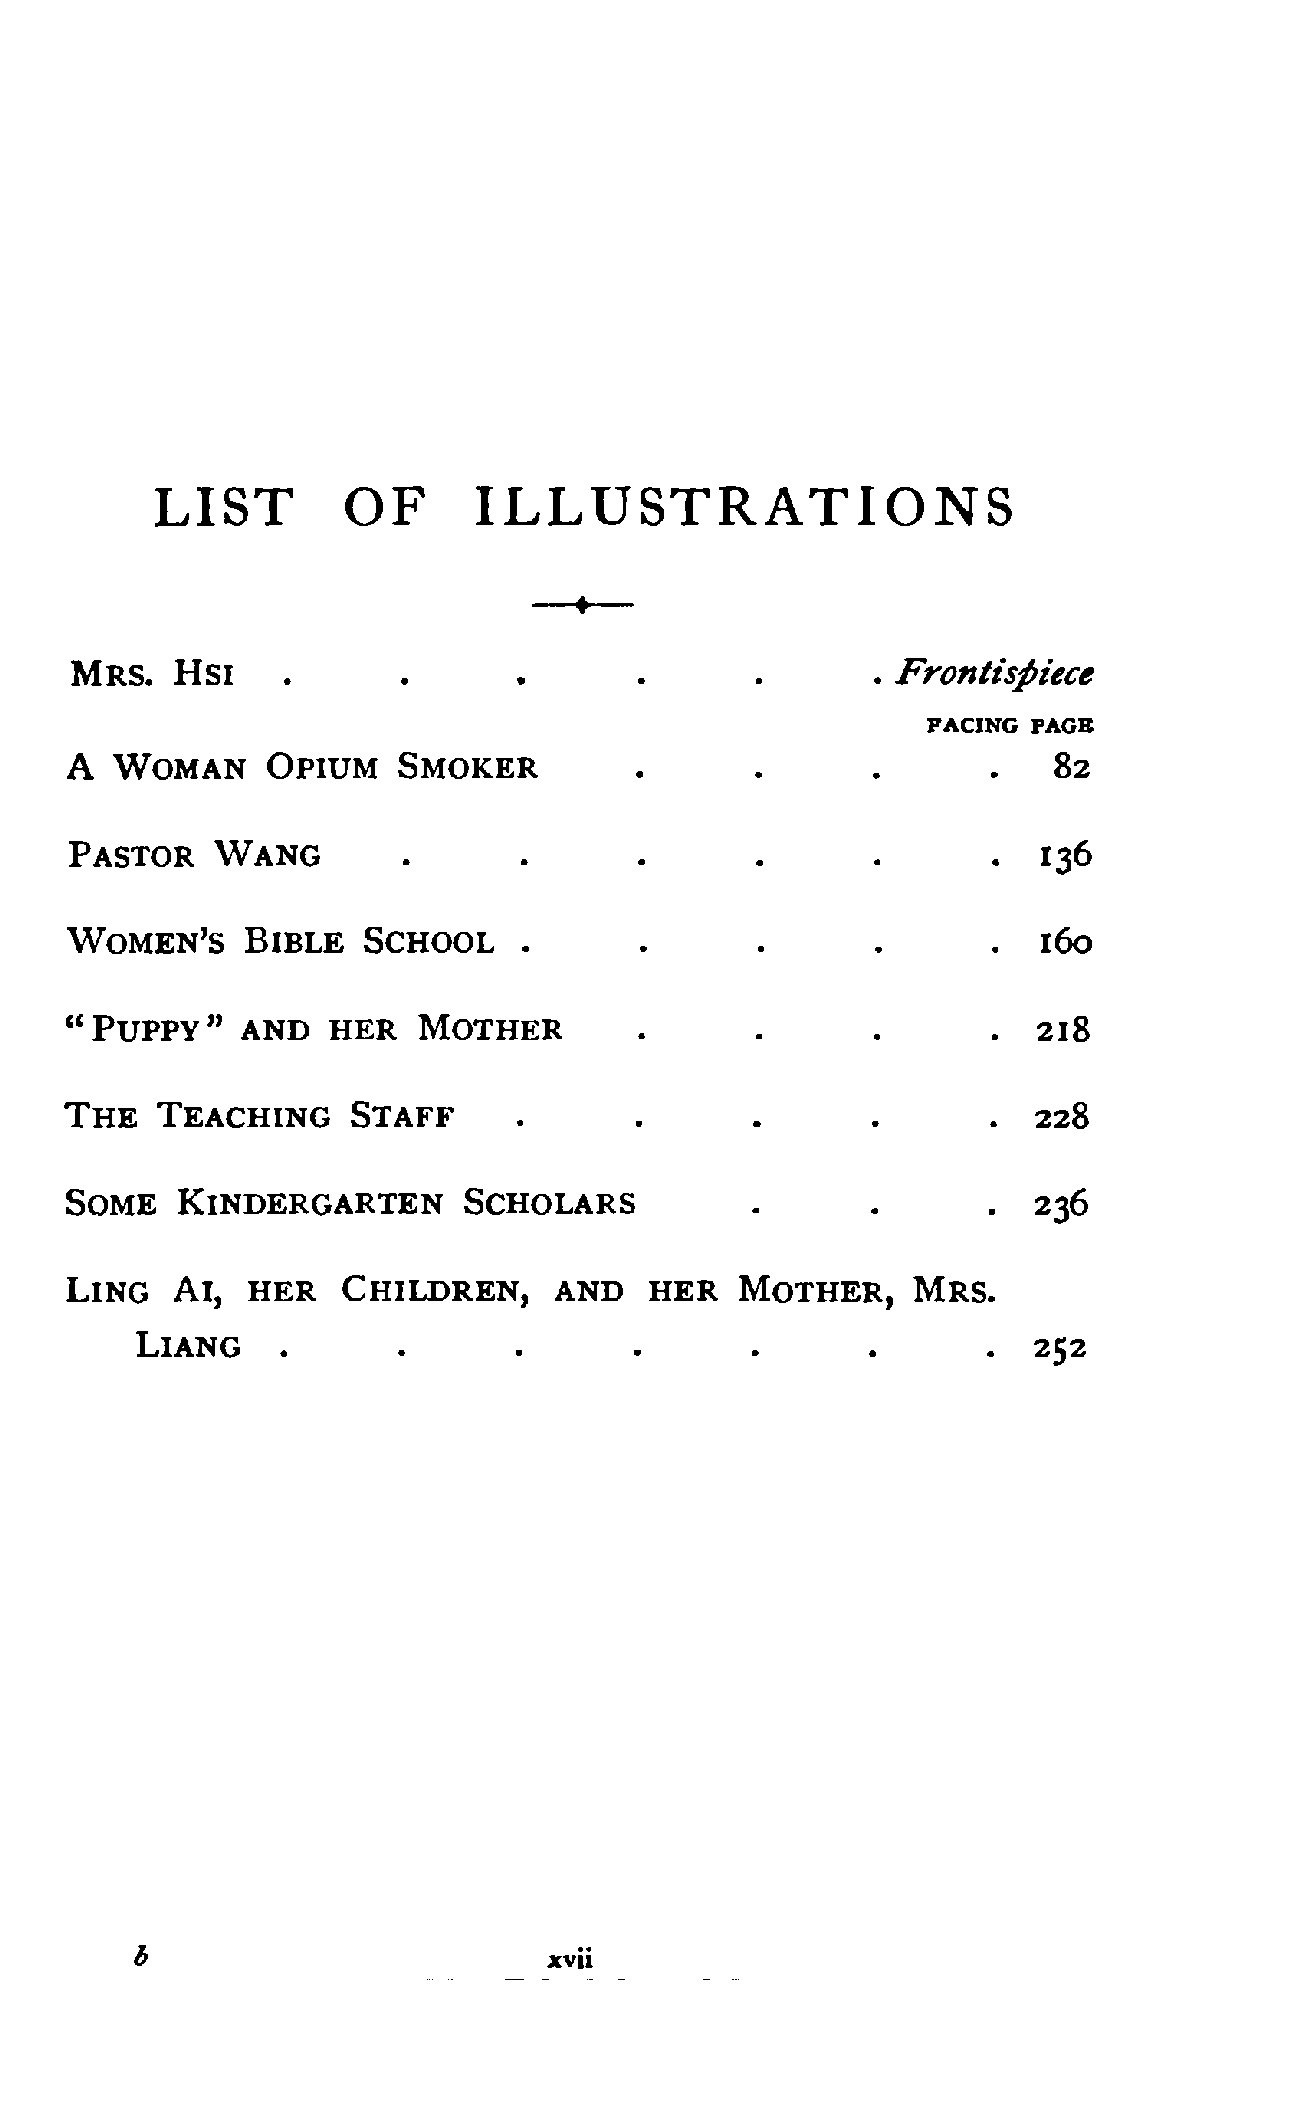 LIST OF ILLUSTRATIONS
Mrs. Hsi . . . . . . Frontispiece
FACING PAGE
A Woman Opium Smoker . . . . 82
Pastor Wang . . . . . . 136
Women's Bible School . . . . . 160
"Puppy" and her Mother . . . . 218
The Teaching Staff . . . . . 228
Some Kindergarten Scholars . . . 236
Ling Ai, her Children, and her Mother, Mrs.
Liang . . . . . . . 252
b xvii